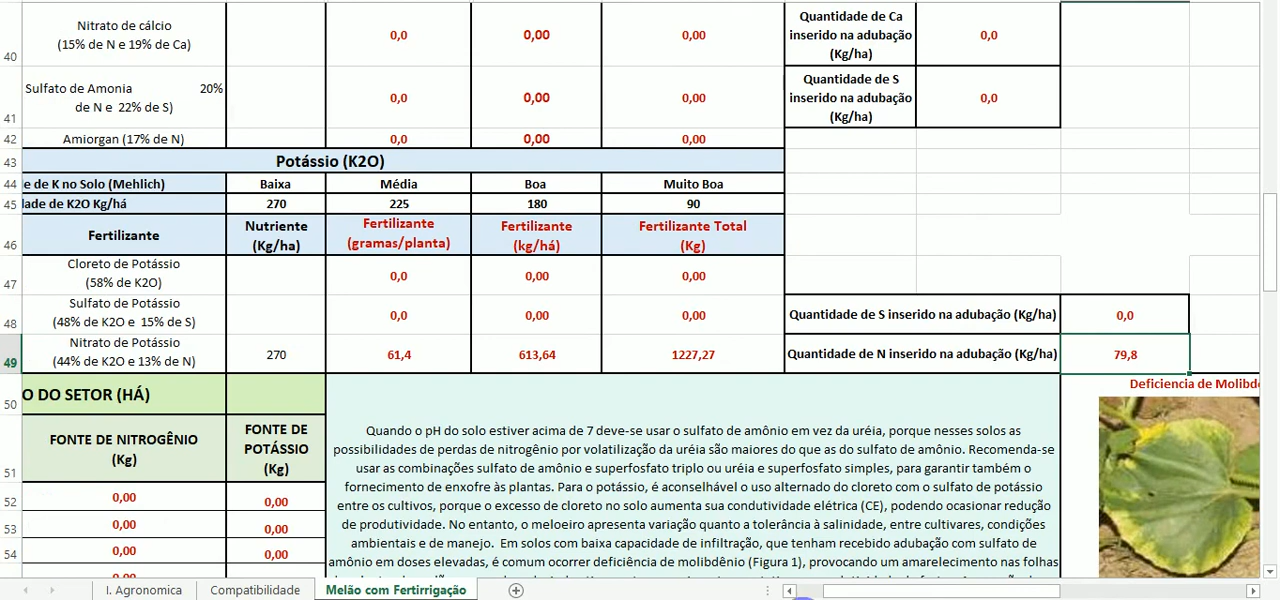 Nitrato de cálcio
(15% de N e 19% de Ca)
0,0
0,00
0,00
Quantidade de Ca
inserido na adubação
(Kg/ha)
0,0
40
Sulfato de Amonia 20%
de N e 22% de S)
0,0
0,00
0,00
Quantidade de S
inserido na adubação
(Kg/ha)
0,0
41
42 Amiorgan (17% de N) 0,0 0,00 0,00
43 Potássio (K2O)
44 e de K no Solo (Mehlich) Baixa Média Boa Muito Boa
45 lade de K2O Kg/há 270 225 180 90
46
Fertilizante
Nutriente
(Kg/ha)
Fertilizante
(gramas/planta)
Fertilizante
(kg/há)
Fertilizante Total
(Kg)
47
Cloreto de Potássio
(58% de K2O)
0,0
0,00
0,00
48
Sulfato de Potássio
(48% de K2O e 15% de S)
0,0
0,00
0,00
Quantidade de S inserido na adubação (Kg/ha)
0,0
49
Nitrato de Potássio
(44% de K2O e 13% de N)
270
61,4
613,64
1227,27
Quantidade de N inserido na adubação (Kg/ha)
79,8
50
O DO SETOR (HÁ)
Deficiencia de Molibd
51
FONTE DE NITROGÊNIO
(Kg)
FONTE DE
POTÁSSIO
(Kg)
52 0,00 0,00
53 0,00 0,00
54 0,00 0,00
Quando o pH do solo estiver acima de 7 deve-se usar o sulfato de amônio em vez da uréia, porque nesses solos as
possibilidades de perdas de nitrogênio por volatilização da uréia são maiores do que as do sulfato de amônio. Recomenda-se
usar as combinações sulfato de amônio e superfosfato triplo ou uréia e superfosfato simples, para garantir também o
fornecimento de enxofre às plantas. Para o potássio, é aconselhável o uso alternado do cloreto com o sulfato de potássio
entre os cultivos, porque o excesso de cloreto no solo aumenta sua condutividade elétrica (CE), podendo ocasionar redução
de produtividade. No entanto, o meloeiro apresenta variação quanto a tolerância à salinidade, entre cultivares, condições
ambientais e de manejo. Em solos com baixa capacidade de infiltração, que tenham recebido adubação com sulfato de
amônio em doses elevadas, é comum ocorrer deficiência de molibdênio (Figura 1), provocando um amarelecimento nas folhas
I. Agronomica
Compatibilidade
Melão com Fertirrigação